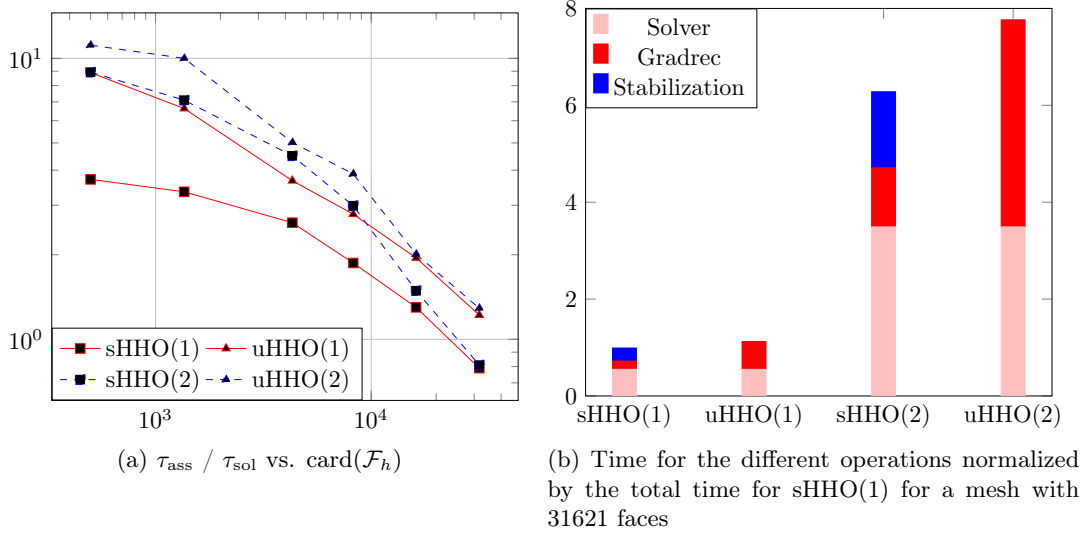 10^1
10^0
10^3
10^4
sHHO(1)
uHHO(1)
sHHO(2)
uHHO(2)
(a) τ_ass / τ_sol vs. card(ℱ_h)
8
6
4
2
0
Solver
Gradrec
Stabilization
sHHO(1)
uHHO(1)
sHHO(2)
uHHO(2)
(b) Time for the different operations normalized
by the total time for sHHO(1) for a mesh with
31621 faces